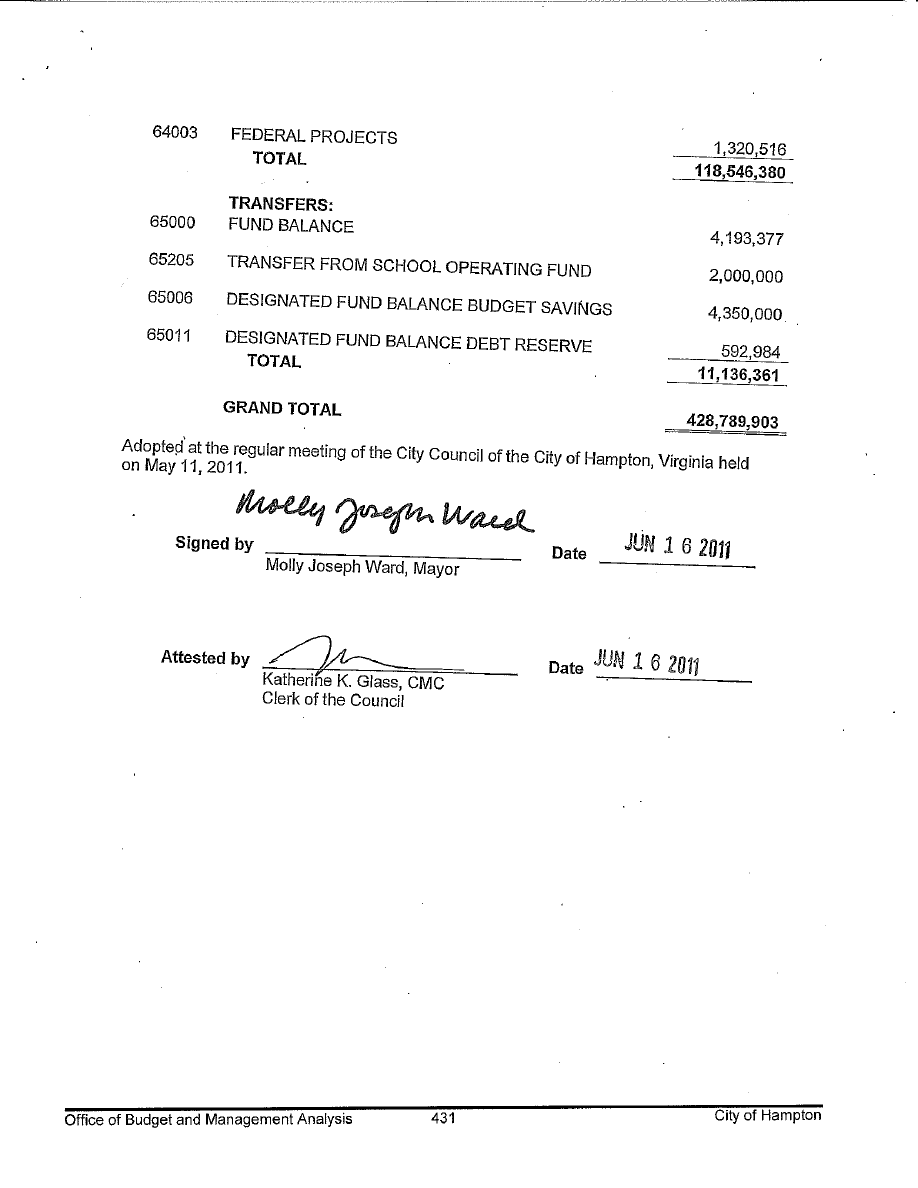 64003 FEDERAL PROJECTS 1,320,516
TOTAL 118,546,380
TRANSFERS:
65000 FUND BALANCE 4,193,377
65205 TRANSFER FROM SCHOOL OPERATING FUND 2,000,000
65006 DESIGNATED FUND BALANCE BUDGET SAVINGS 4,350,000
65011 DESIGNATED FUND BALANCE DEBT RESERVE 592,984
TOTAL 11,136,361
GRAND TOTAL 428,789,903
Adopted at the regular meeting of the City Council of the City of Hampton, Virginia held
on May 11, 2011.
Molly Joseph Ward
Signed by Date JUN 16 2011
Molly Joseph Ward, Mayor
Attested by Date JUN 16 2011
Katherine K. Glass, CMC
Clerk of the Council
Office of Budget and Management Analysis 431 City of Hampton